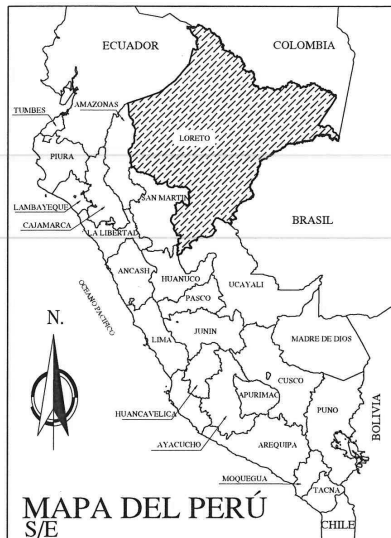 ECUADOR
COLOMBIA
AMAZONAS
TUMBES
LORETO
PIURA
SAN MARTIN
LAMBAYEQUE
BRASIL
CAJAMARCA
LA LIBERTAD
ANCASH
HUANUCO
UCAYALI
PASCO
OCEANO PACIFICO
N.
LIMA
JUNIN
MADRE DE DIOS
CUSCO
HUANCAVELICA
APURIMAC
PUNO
BOLIVIA
AYACUCHO
AREQUIPA
MOQUEGUA
TACNA
MAPA DEL PERÚ
S/E
CHILE